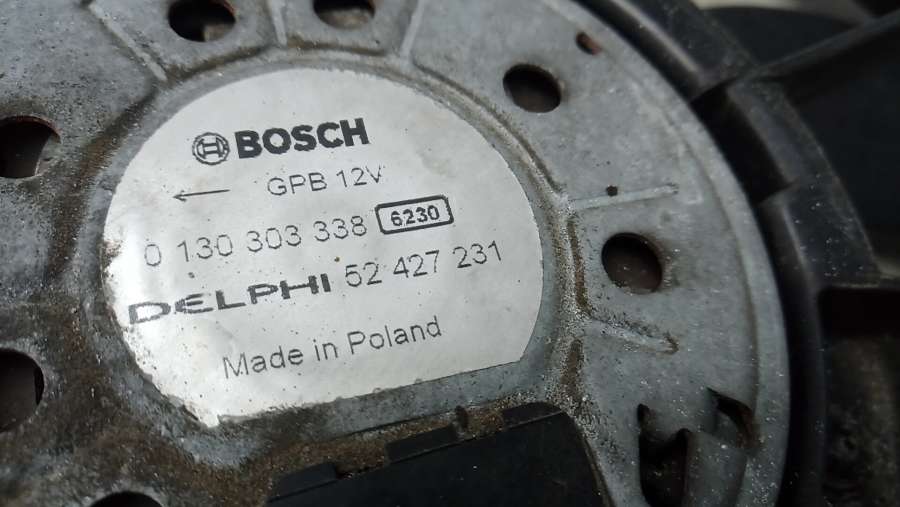 BOSCH
GPB 12V
0 130 303 338 6230
DELPHI 52 427 231
Made in Poland